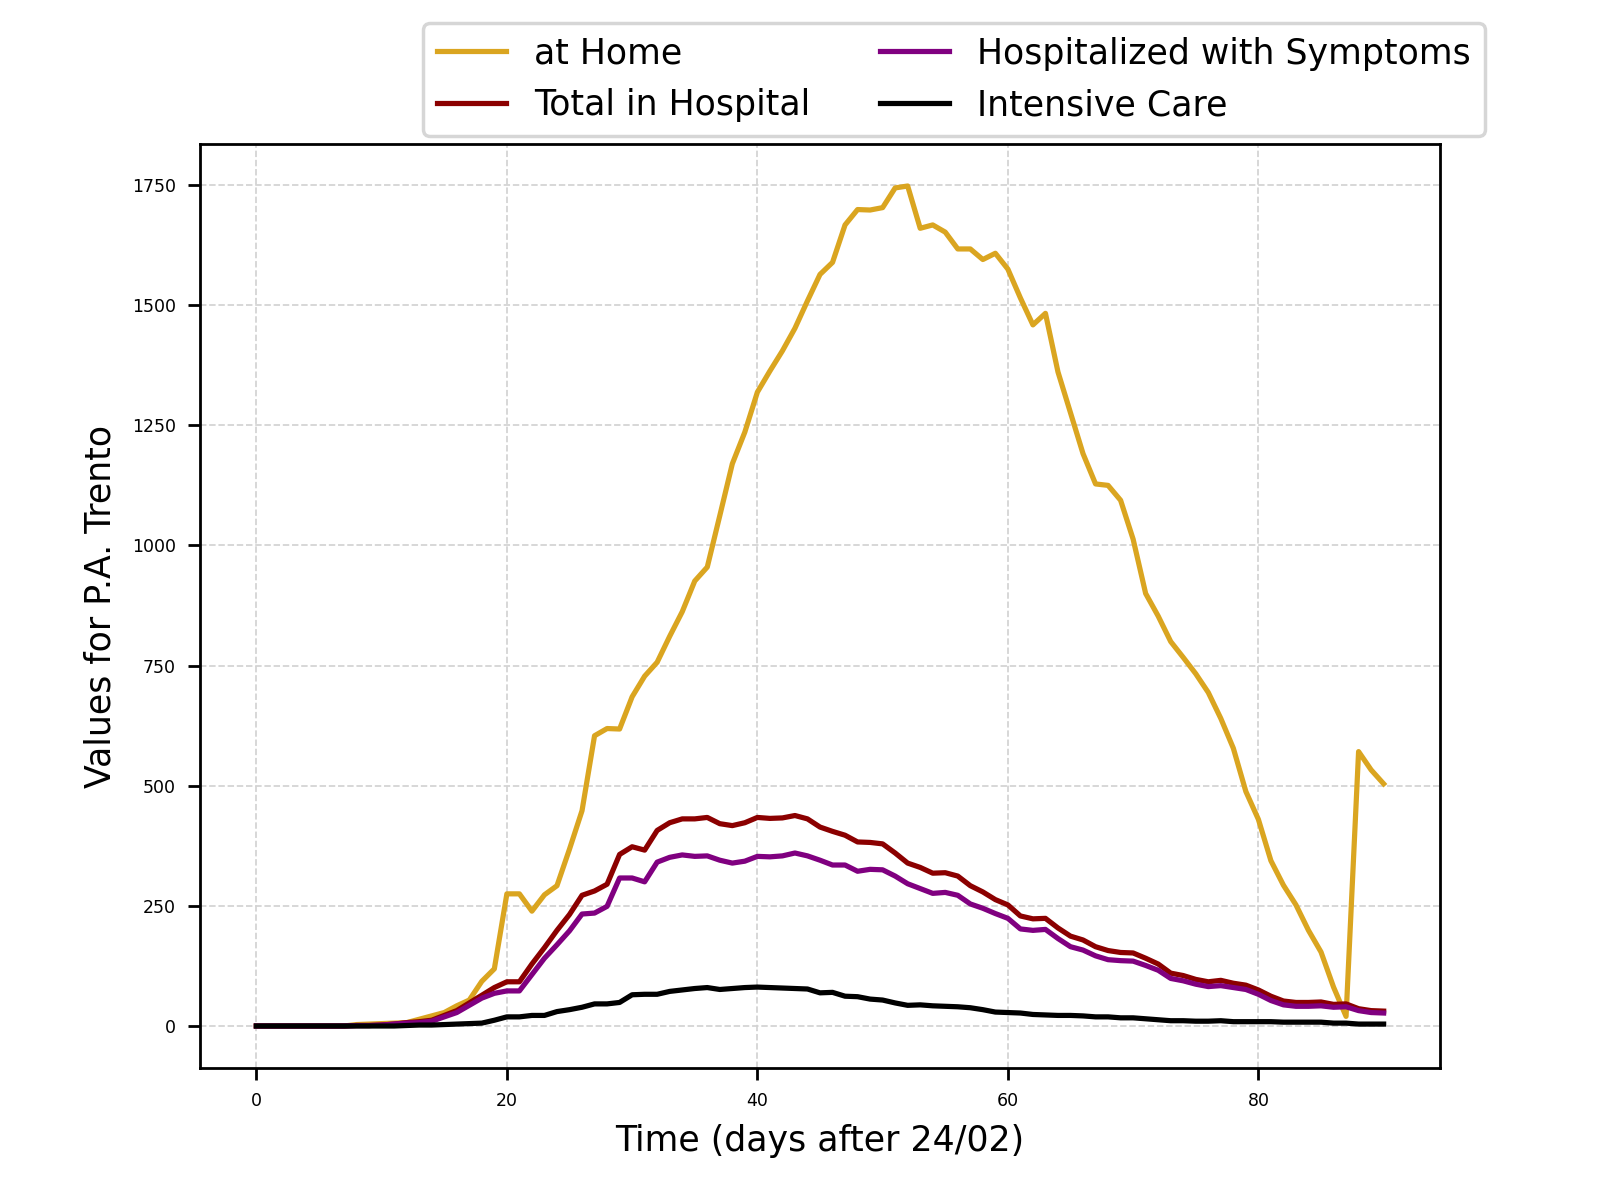 at Home
Total in Hospital
Hospitalized with Symptoms
Intensive Care
Values for P.A. Trento
1750
1500
1250
1000
750
500
250
0
0 20 40 60 80
Time (days after 24/02)